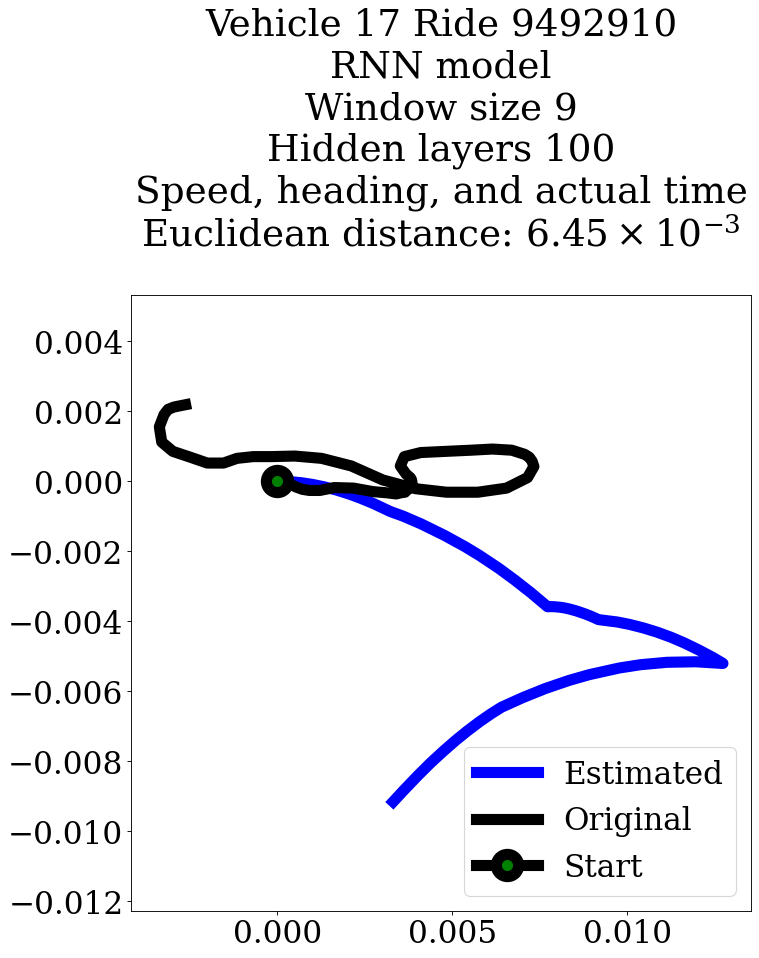 Vehicle 17 Ride 9492910
RNN model
Window size 9
Hidden layers 100
Speed, heading, and actual time
Euclidean distance: 6.45 × 10⁻³
0.004
0.002
0.000
−0.002
−0.004
−0.006
−0.008
−0.010
−0.012
Estimated
Original
Start
0.000 0.005 0.010